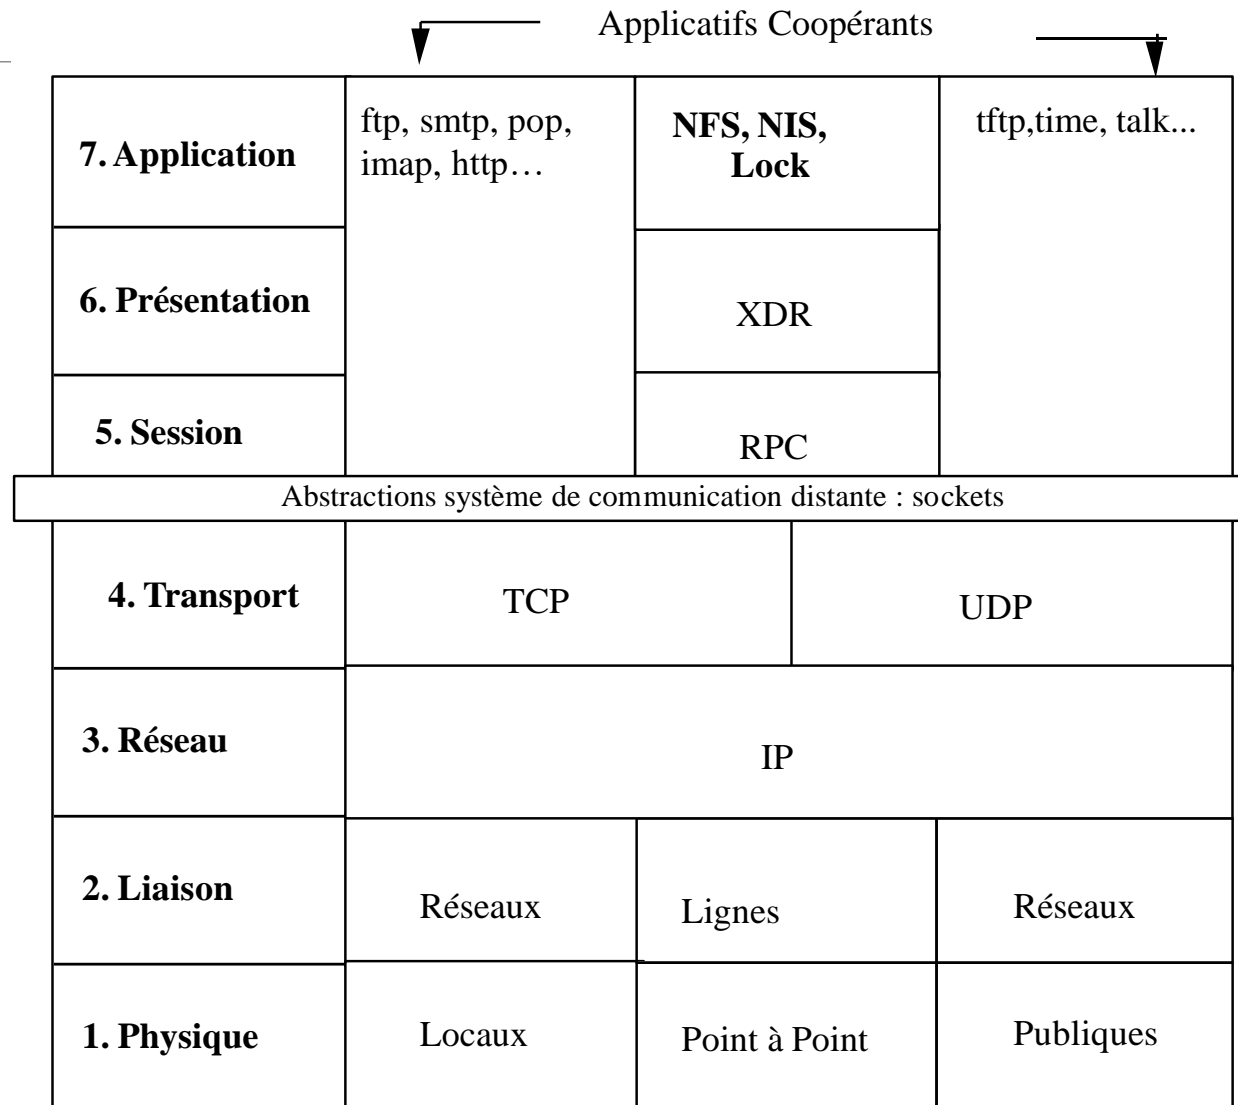 Applicatifs Coopérants
7. Application
ftp, smtp, pop,
imap, http…
NFS, NIS,
Lock
tftp,time, talk...
6. Présentation
XDR
5. Session
RPC
Abstractions système de communication distante : sockets
4. Transport
TCP
UDP
3. Réseau
IP
2. Liaison
Réseaux
Lignes
Réseaux
1. Physique
Locaux
Point à Point
Publiques